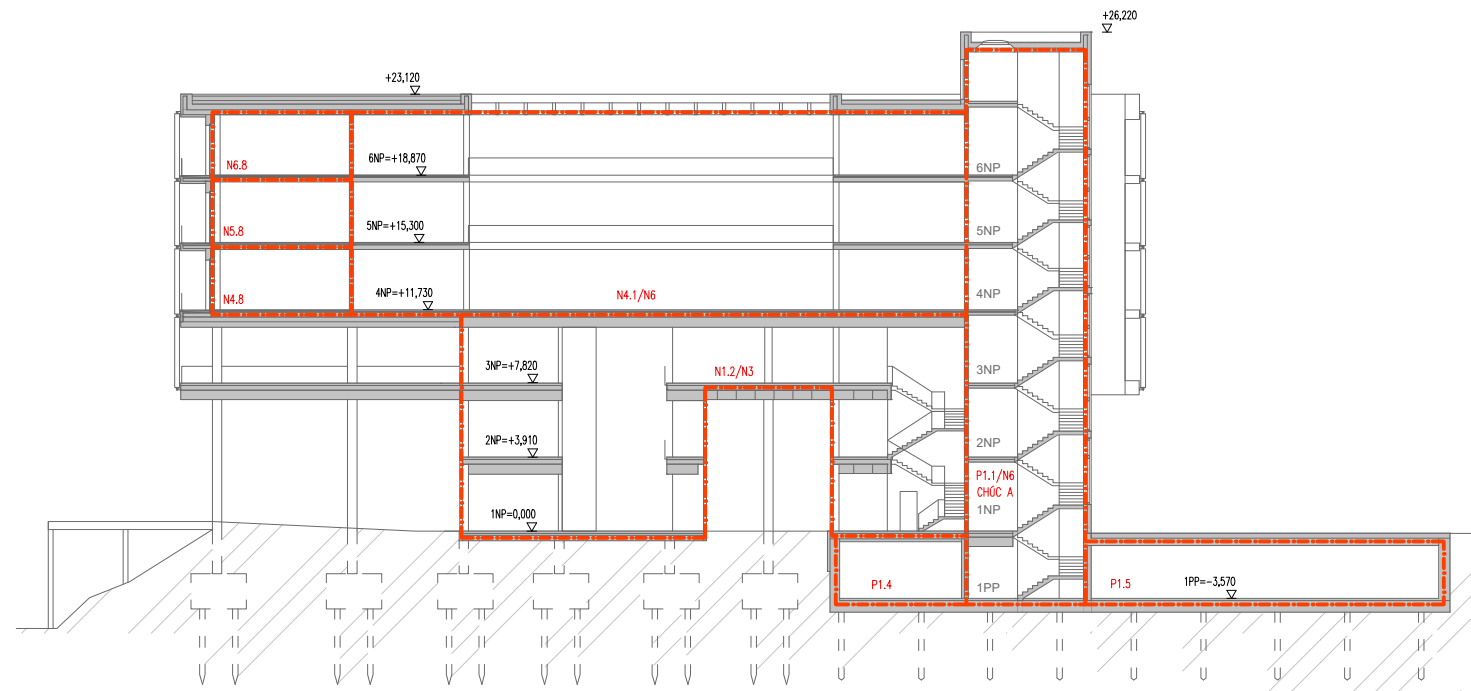 +26,220
+23,120
N6.8
6NP=+18,870
6NP
N5.8
5NP=+15,300
5NP
N4.8
4NP=+11,730
N4.1/N6
4NP
3NP=+7,820
N1.2/N3
3NP
2NP=+3,910
2NP
P1.1/N6
CHÚC A
1NP=0,000
1NP
P1.4
1PP
P1.5
1PP=-3,570